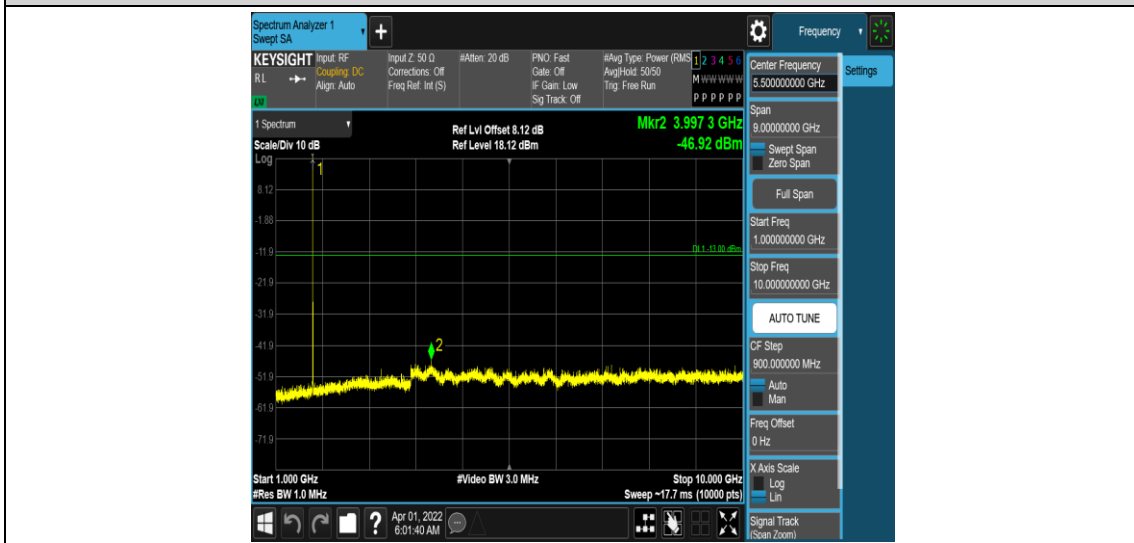 Spectrum Analyzer 1
Swept SA
+
Frequency
KEYSIGHT
RL
LXI
Input: RF
Coupling: DC
Align: Auto
Input Z: 50 Ω
Corrections: Off
Freq Ref: Int (S)
#Atten: 20 dB
PNO: Fast
Gate: Off
IF Gain: Low
Sig Track: Off
#Avg Type: Power (RMS
Avg|Hold: 50/50
Trig: Free Run
1 2 3 4 5 6
M W W W W W
P P P P P P
1 Spectrum
Scale/Div 10 dB
Ref Lvl Offset 8.12 dB
Ref Level 18.12 dBm
Mkr2 3.997 3 GHz
-46.92 dBm
Log
1
8.12
-1.88
-11.9
DL1 -13.00 dBm
-21.9
-31.9
-41.9
2
-51.9
-61.9
-71.9
Start 1.000 GHz
#Res BW 1.0 MHz
#Video BW 3.0 MHz
Stop 10.000 GHz
Sweep ~17.7 ms (10000 pts)
?
Apr 01, 2022
6:01:40 AM
Center Frequency
5.500000000 GHz
Settings
Span
9.00000000 GHz
Swept Span
Zero Span
Full Span
Start Freq
1.000000000 GHz
Stop Freq
10.000000000 GHz
AUTO TUNE
CF Step
900.000000 MHz
Auto
Man
Freq Offset
0 Hz
X Axis Scale
Log
Lin
Signal Track
(Span Zoom)